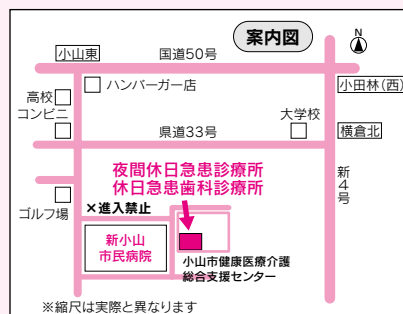 案内図
N
小山東
国道50号
ハンバーガー店
小田林(西)
高校
コンビニ
大学校
県道33号
横倉北
夜間休日急患診療所
休日急患歯科診療所
新4号
ゴルフ場
×進入禁止
新小山
市民病院
小山市健康医療介護
総合支援センター
※縮尺は実際と異なります